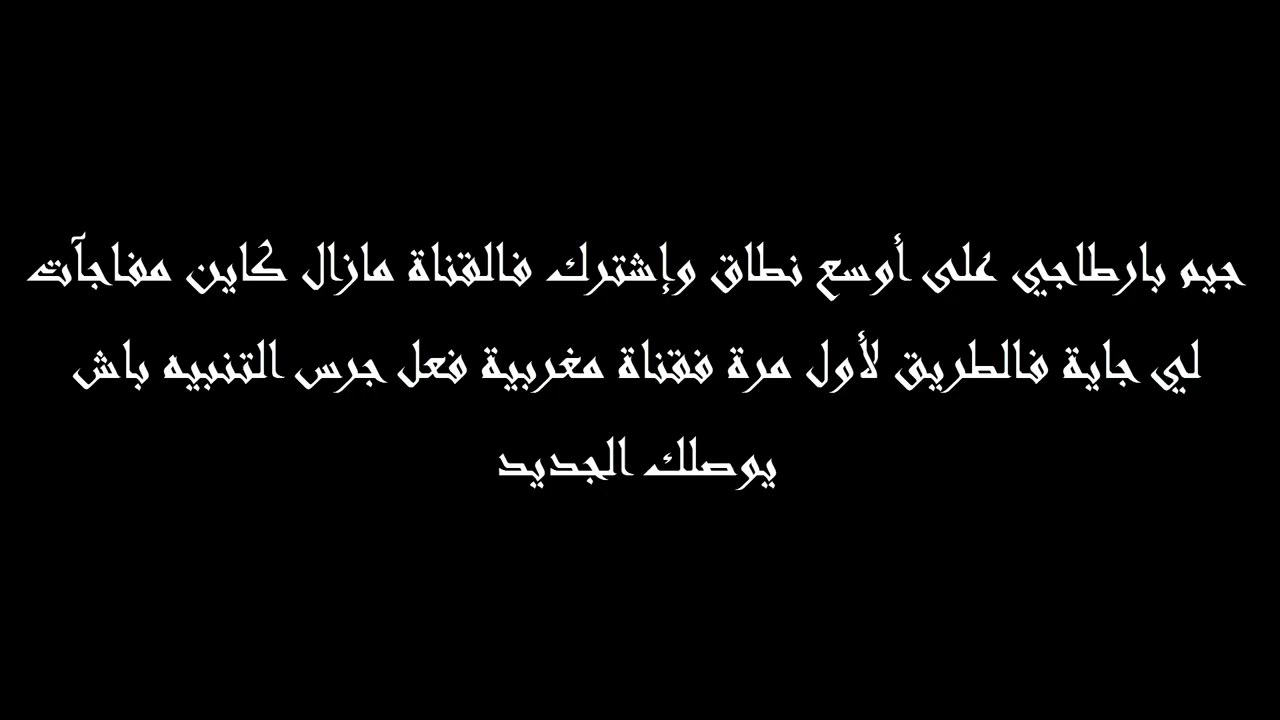 جيم بارطاجي على أوسع نطاق وإشترك فالقناة مازال كاين مفاجآت
لي جاية فالطريق لأول مرة فقناة مغربية فعل جرس التنبيه باش
يوصلك الجديد